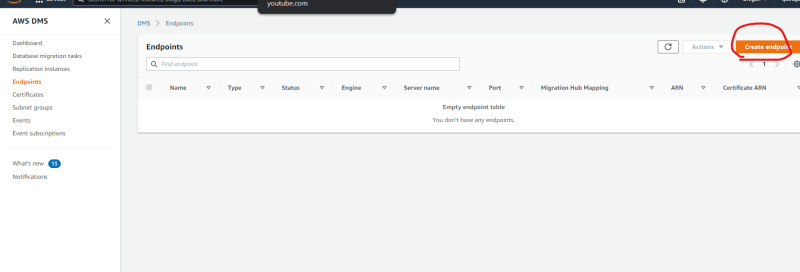 youtube.com
AWS DMS
Dashboard
Database migration tasks
Replication instances
Endpoints
Certificates
Subnet groups
Events
Event subscriptions
What's new 13
Notifications
DMS > Endpoints
Endpoints
Actions
Create endpoint
Find endpoint
1
Name Type Status Engine Server name Port Migration Hub Mapping ARN Certificate ARN
Empty endpoint table
You don't have any endpoints.